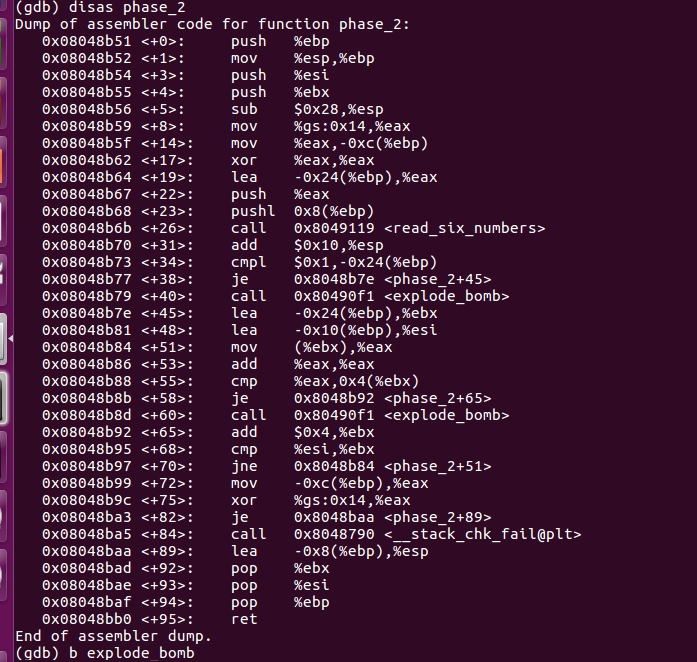 (gdb) disas phase_2
Dump of assembler code for function phase_2:
   0x08048b51 <+0>:     push   %ebp
   0x08048b52 <+1>:     mov    %esp,%ebp
   0x08048b54 <+3>:     push   %esi
   0x08048b55 <+4>:     push   %ebx
   0x08048b56 <+5>:     sub    $0x28,%esp
   0x08048b59 <+8>:     mov    %gs:0x14,%eax
   0x08048b5f <+14>:    mov    %eax,-0xc(%ebp)
   0x08048b62 <+17>:    xor    %eax,%eax
   0x08048b64 <+19>:    lea    -0x24(%ebp),%eax
   0x08048b67 <+22>:    push   %eax
   0x08048b68 <+23>:    pushl  0x8(%ebp)
   0x08048b6b <+26>:    call   0x8049119 <read_six_numbers>
   0x08048b70 <+31>:    add    $0x10,%esp
   0x08048b73 <+34>:    cmpl   $0x1,-0x24(%ebp)
   0x08048b77 <+38>:    je     0x8048b7e <phase_2+45>
   0x08048b79 <+40>:    call   0x80490f1 <explode_bomb>
   0x08048b7e <+45>:    lea    -0x24(%ebp),%ebx
   0x08048b81 <+48>:    lea    -0x10(%ebp),%esi
   0x08048b84 <+51>:    mov    (%ebx),%eax
   0x08048b86 <+53>:    add    %eax,%eax
   0x08048b88 <+55>:    cmp    %eax,0x4(%ebx)
   0x08048b8b <+58>:    je     0x8048b92 <phase_2+65>
   0x08048b8d <+60>:    call   0x80490f1 <explode_bomb>
   0x08048b92 <+65>:    add    $0x4,%ebx
   0x08048b95 <+68>:    cmp    %esi,%ebx
   0x08048b97 <+70>:    jne    0x8048b84 <phase_2+51>
   0x08048b99 <+72>:    mov    -0xc(%ebp),%eax
   0x08048b9c <+75>:    xor    %gs:0x14,%eax
   0x08048ba3 <+82>:    je     0x8048baa <phase_2+89>
   0x08048ba5 <+84>:    call   0x8048790 <__stack_chk_fail@plt>
   0x08048baa <+89>:    lea    -0x8(%ebp),%esp
   0x08048bad <+92>:    pop    %ebx
   0x08048bae <+93>:    pop    %esi
   0x08048baf <+94>:    pop    %ebp
   0x08048bb0 <+95>:    ret
End of assembler dump.
(gdb) b explode_bomb